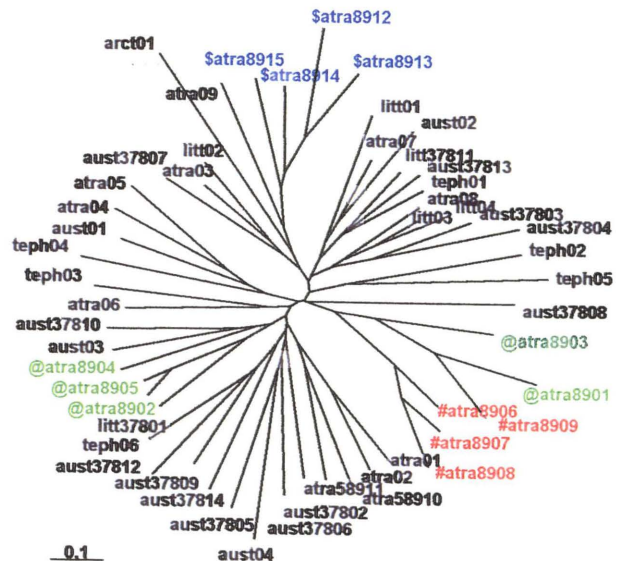 $atra8912
arct01
$atra8915
$atra8913
$atra8914
atra09
litt01
aust02
atra07
litt02
litt37811
aust37807
aust37813
atra03
teph01
atra05
atra08
litt04
atra04
litt03
aust37803
aust01
aust37804
teph04
teph02
teph03
teph05
atra06
aust37808
aust37810
@atra8903
aust03
@atra8904
@atra8905
@atra8901
@atra8902
#atra8906
litt37801
#atra8909
teph06
#atra8907
atra01
aust37812
#atra8908
atra02
aust37809
atra58911
aust37814
atra58910
aust37802
aust37805
aust37806
aust04
0.1